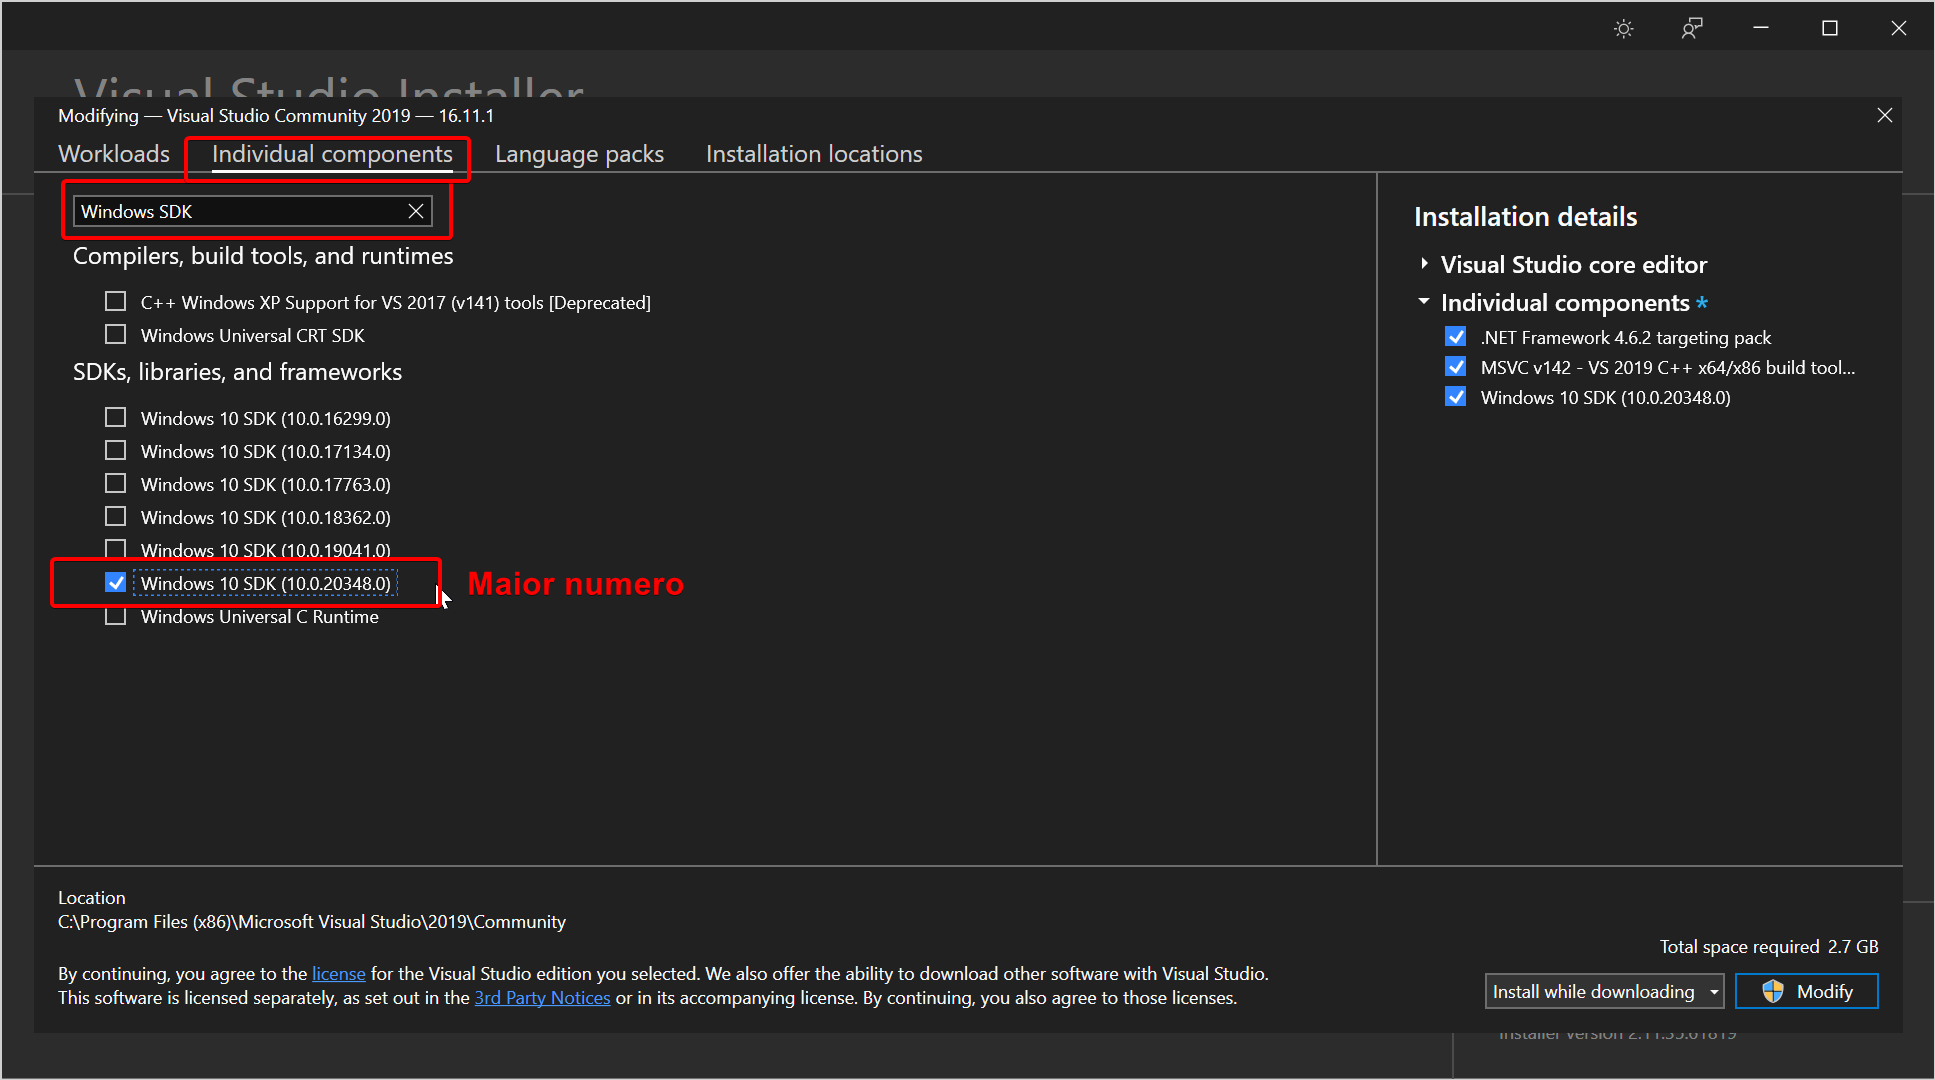 Visual Studio Installer
Modifying — Visual Studio Community 2019 — 16.11.1
Workloads Individual components Language packs Installation locations
Windows SDK
Compilers, build tools, and runtimes
C++ Windows XP Support for VS 2017 (v141) tools [Deprecated]
Windows Universal CRT SDK
SDKs, libraries, and frameworks
Windows 10 SDK (10.0.16299.0)
Windows 10 SDK (10.0.17134.0)
Windows 10 SDK (10.0.17763.0)
Windows 10 SDK (10.0.18362.0)
Windows 10 SDK (10.0.19041.0)
Windows 10 SDK (10.0.20348.0)
Maior numero
Windows Universal C Runtime
Installation details
Visual Studio core editor
Individual components *
.NET Framework 4.6.2 targeting pack
MSVC v142 - VS 2019 C++ x64/x86 build tool...
Windows 10 SDK (10.0.20348.0)
Location
C:\Program Files (x86)\Microsoft Visual Studio\2019\Community
By continuing, you agree to the license for the Visual Studio edition you selected. We also offer the ability to download other software with Visual Studio.
This software is licensed separately, as set out in the 3rd Party Notices or in its accompanying license. By continuing, you also agree to those licenses.
Total space required 2.7 GB
Install while downloading
Modify
Installer version 2.11.35.61819